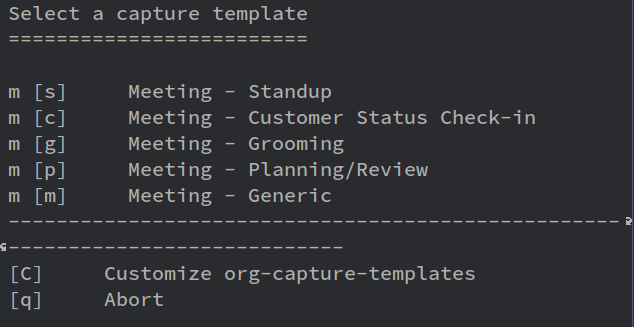 Select a capture template
=========================
m [s]     Meeting - Standup
m [c]     Meeting - Customer Status Check-in
m [g]     Meeting - Grooming
m [p]     Meeting - Planning/Review
m [m]     Meeting - Generic
---------------------------------------------------
----------------------------
[C]     Customize org-capture-templates
[q]     Abort